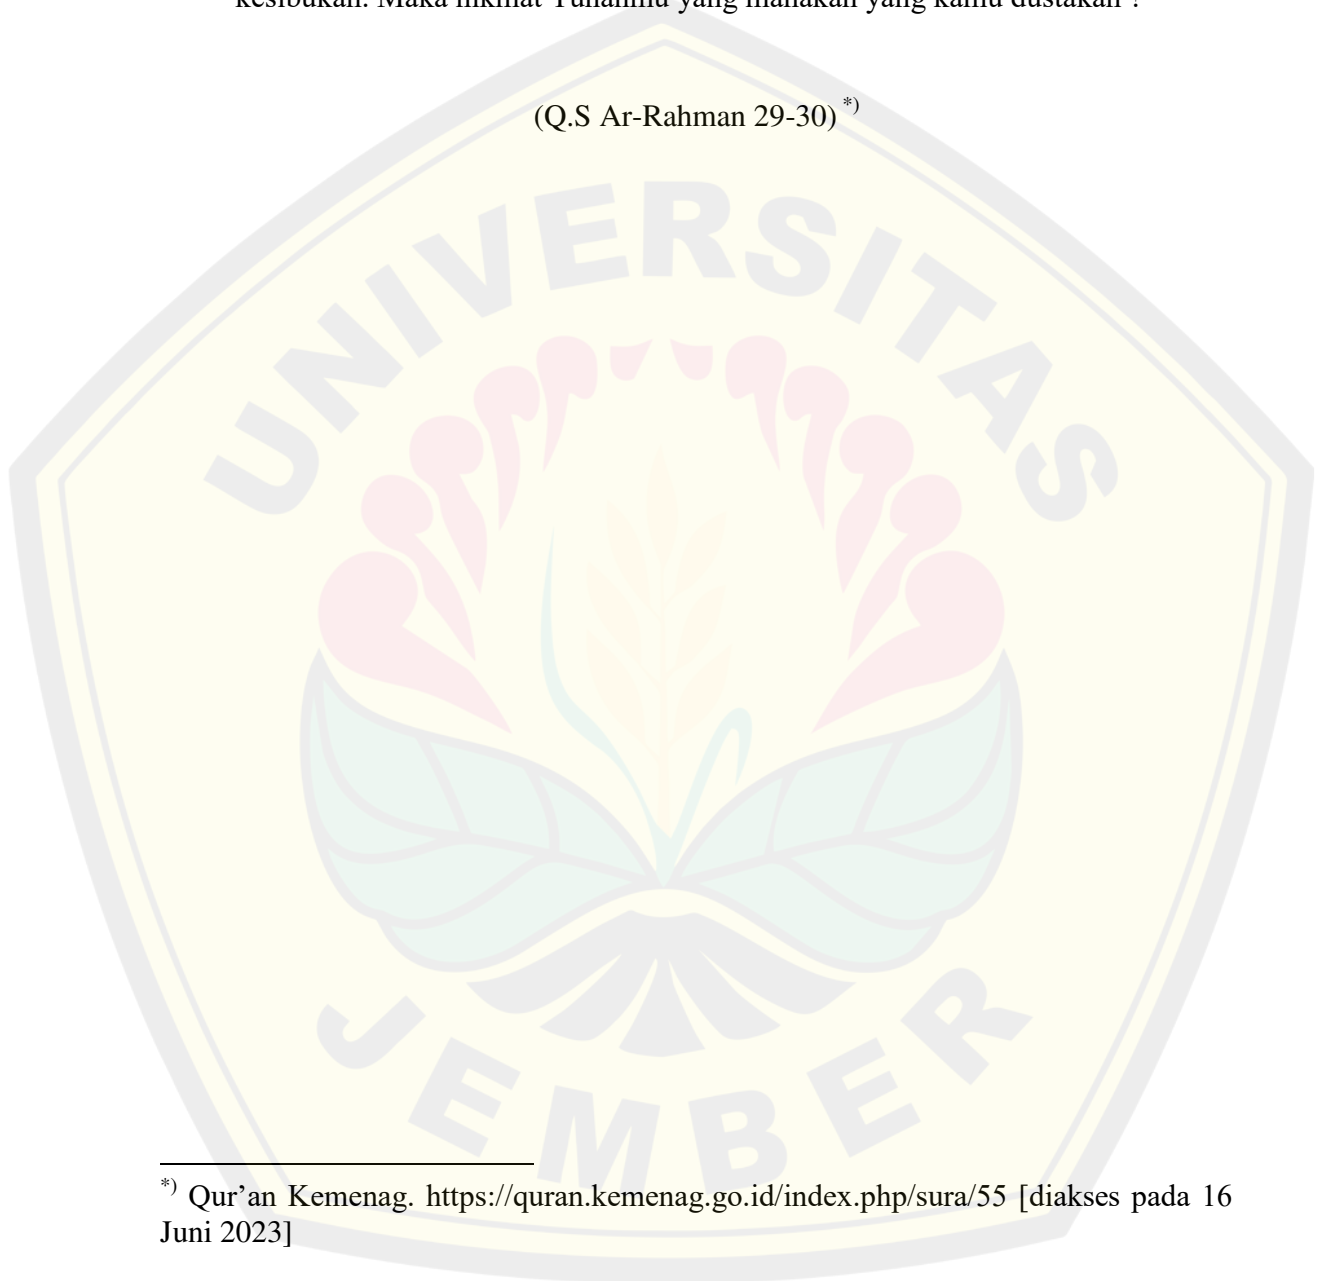 kesibukan. Maka nikmat Tuhanmu yang manakah yang kamu dustakan ?
(Q.S Ar-Rahman 29-30) *)
UNIVERSITAS
JEMBER
*) Qur’an Kemenag. https://quran.kemenag.go.id/index.php/sura/55 [diakses pada 16
Juni 2023]